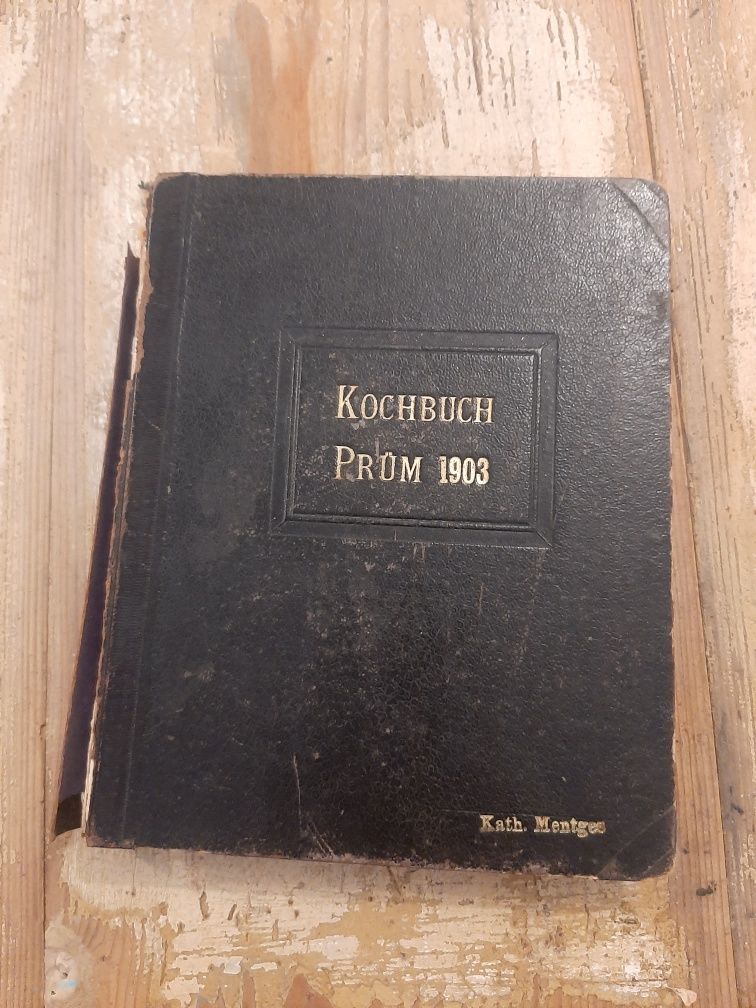 KOCHBUCH
PRÜM 1903
Kath. Mentges